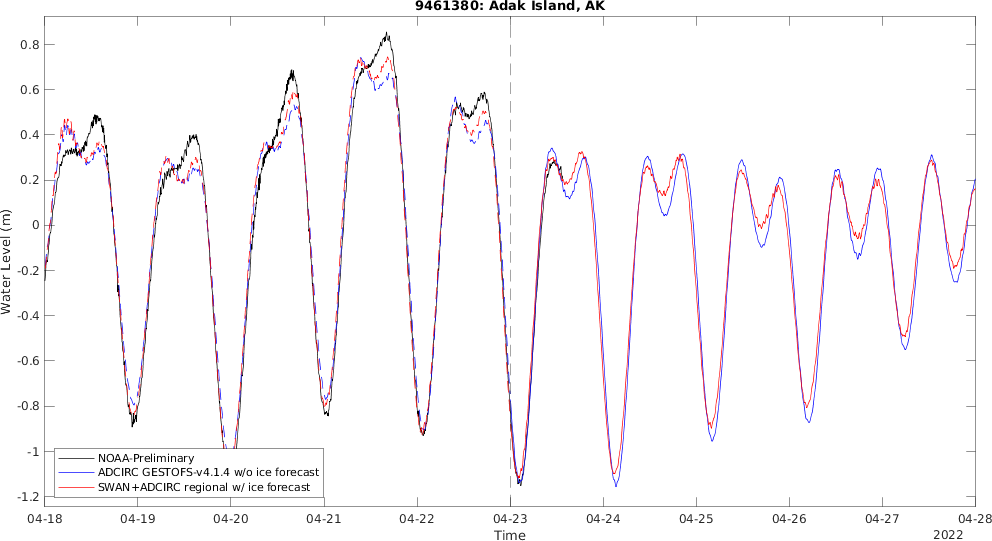 9461380: Adak Island, AK
Water Level (m)
0.8
0.6
0.4
0.2
0
-0.2
-0.4
-0.6
-0.8
-1
-1.2
NOAA-Preliminary
ADCIRC GESTOFS-v4.1.4 w/o ice forecast
SWAN+ADCIRC regional w/ ice forecast
04-18 04-19 04-20 04-21 04-22 04-23 04-24 04-25 04-26 04-27 04-28
Time
2022